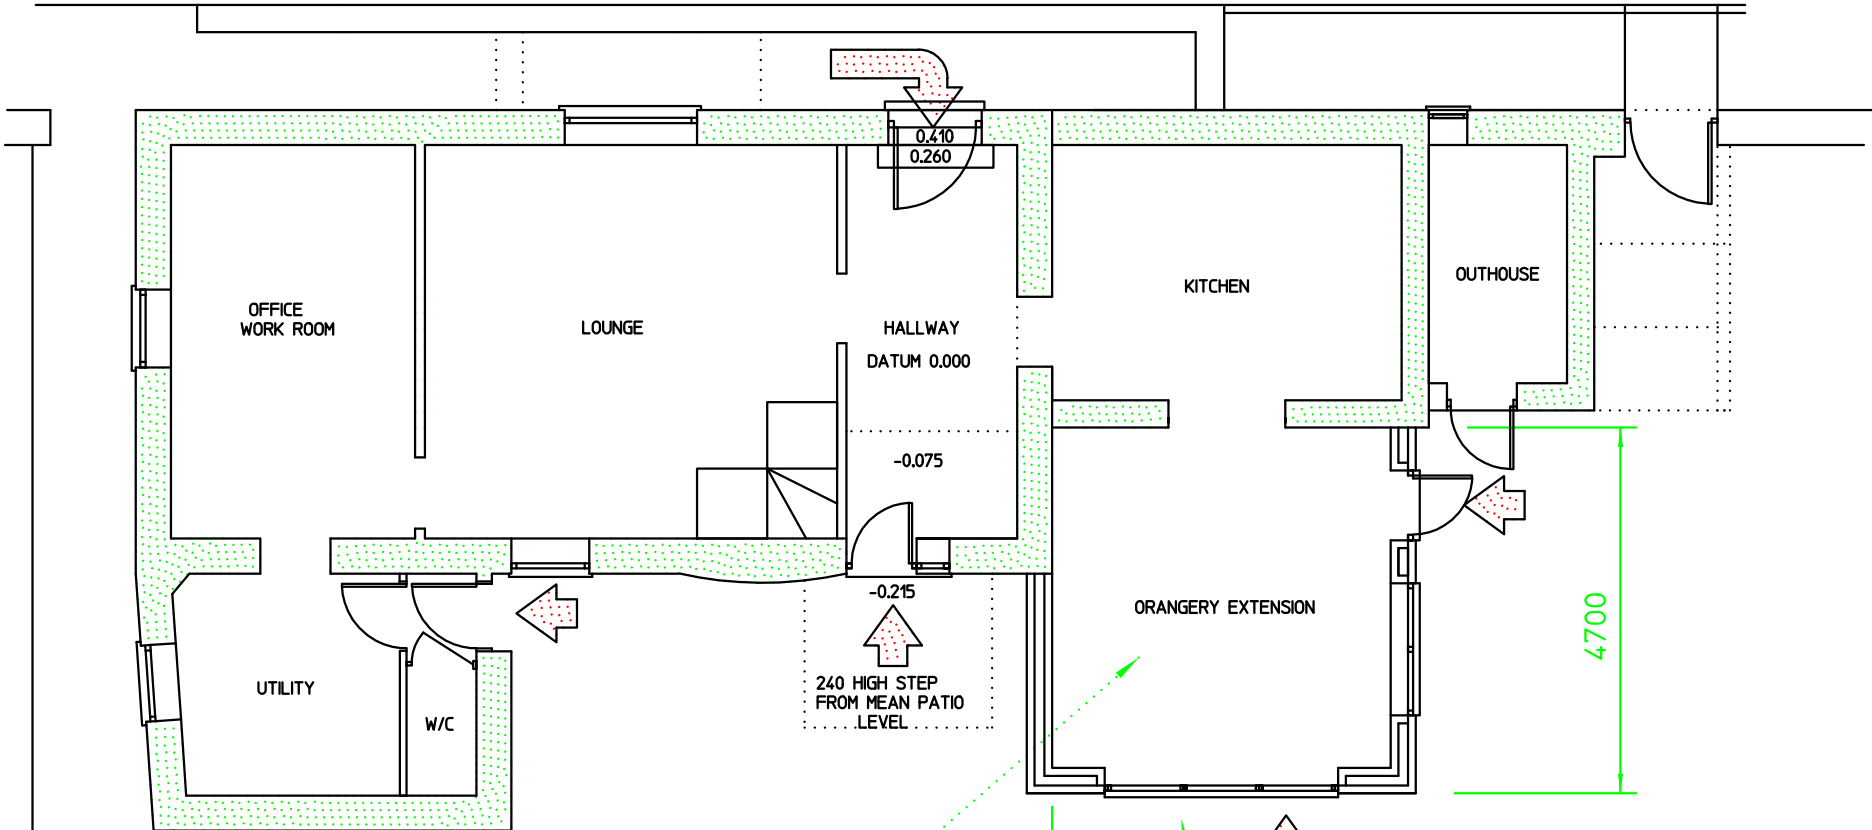 0.410
0.260
OFFICE
WORK ROOM
LOUNGE
HALLWAY
DATUM 0.000
KITCHEN
OUTHOUSE
-0.075
-0.215
240 HIGH STEP
FROM MEAN PATIO
LEVEL
ORANGERY EXTENSION
4700
UTILITY
W/C